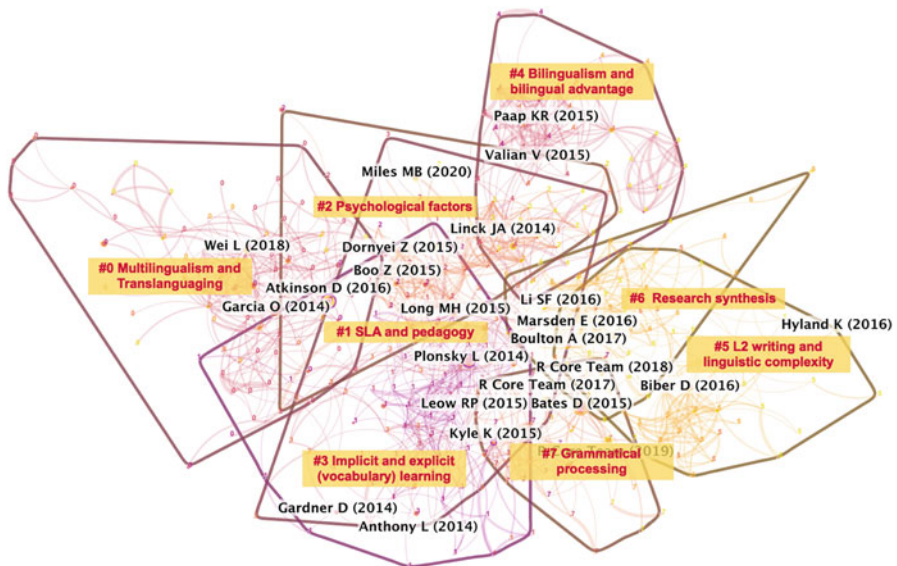 #4 Bilingualism and
bilingual advantage
Paap KR (2015)
Valian V (2015)
Miles MB (2020)
#2 Psychological factors
Linck JA (2014)
Wei L (2018)
Dornyei Z (2015)
#0 Multilingualism and
Translanguaging
Boo Z (2015)
Atkinson D (2016)
Garcia O (2014)
Long MH (2015)
Li SF (2016)
#6 Research synthesis
Marsden E (2016)
Hyland K (2016)
#1 SLA and pedagogy
Boulton A (2017)
#5 L2 writing and
linguistic complexity
Plonsky L (2014)
R Core Team (2018)
R Core Team (2017)
Biber D (2016)
Leow RP (2015)
Bates D (2015)
Kyle K (2015)
#3 Implicit and explicit
(vocabulary) learning
#7 Grammatical
processing
Gardner D (2014)
Anthony L (2014)